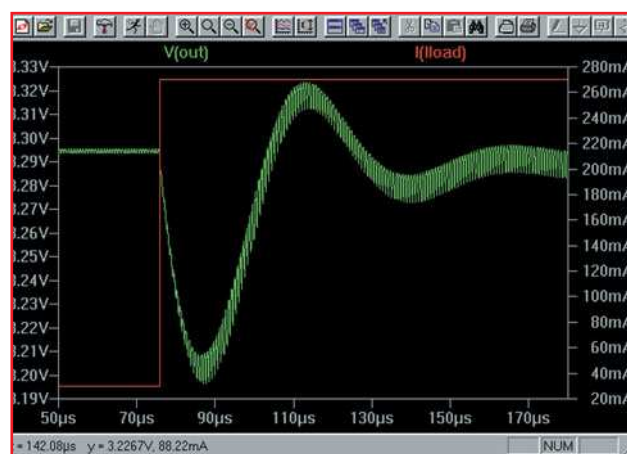 V(out) I(Iload)
3.33V 280mA
3.32V 260mA
3.31V 240mA
3.30V 220mA
3.29V 200mA
3.28V 180mA
3.27V 160mA
3.26V 140mA
3.25V 120mA
3.24V 100mA
3.23V 80mA
3.22V 60mA
3.21V 40mA
3.20V 20mA
3.19V
50µs 70µs 90µs 110µs 130µs 150µs 170µs
= 142.08µs y = 3.2267V, 88.22mA NUM